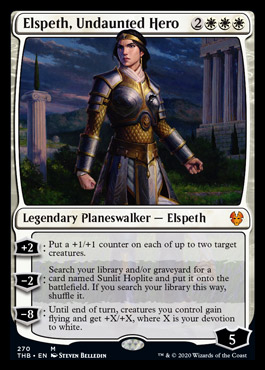 Elspeth, Undaunted Hero 2
Legendary Planeswalker — Elspeth
+2: Put a +1/+1 counter on each of up to two target
creatures.
-2: Search your library and/or graveyard for a
card named Sunlit Hoplite and put it onto the
battlefield. If you search your library this way,
shuffle it.
-8: Until end of turn, creatures you control gain
flying and get +X/+X, where X is your devotion
to white.
5
270 M
THB • EN Steven Belledin
™ & © 2020 Wizards of the Coast